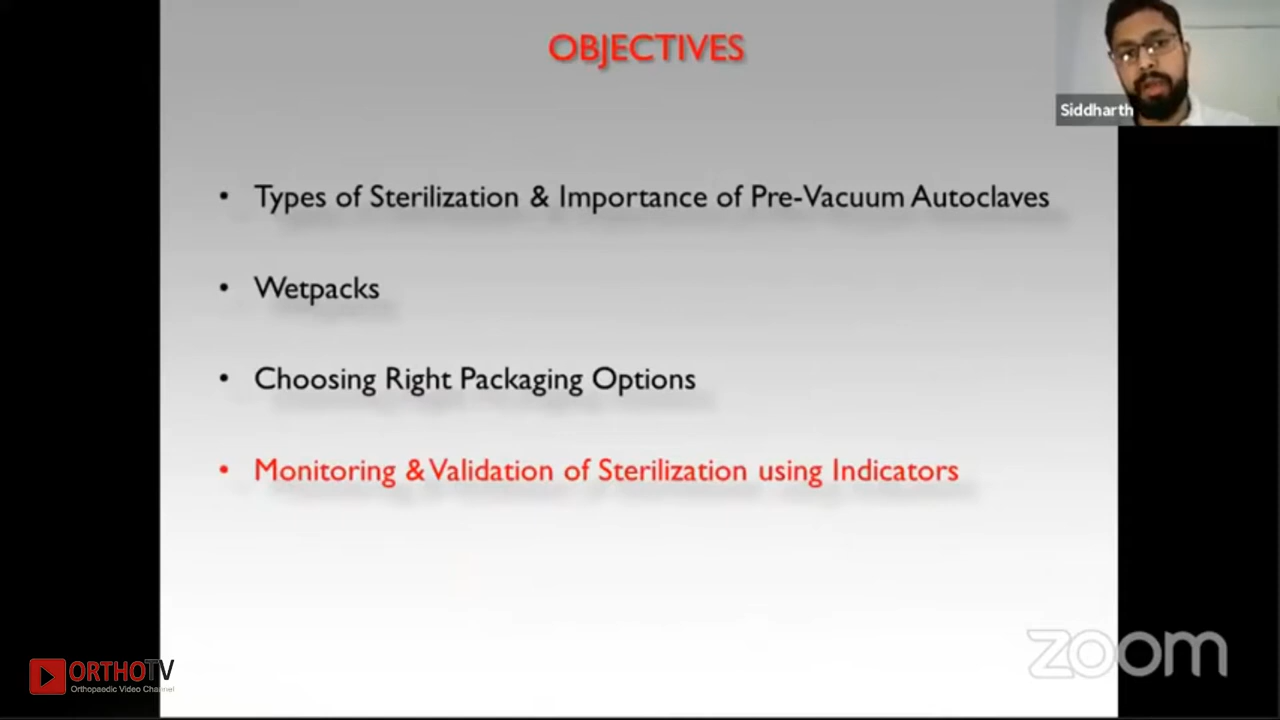 OBJECTIVES
Siddharth
• Types of Sterilization & Importance of Pre-Vacuum Autoclaves
• Wetpacks
• Choosing Right Packaging Options
• Monitoring & Validation of Sterilization using Indicators
ORTHOTV
Orthopaedic Video Channel
zoom